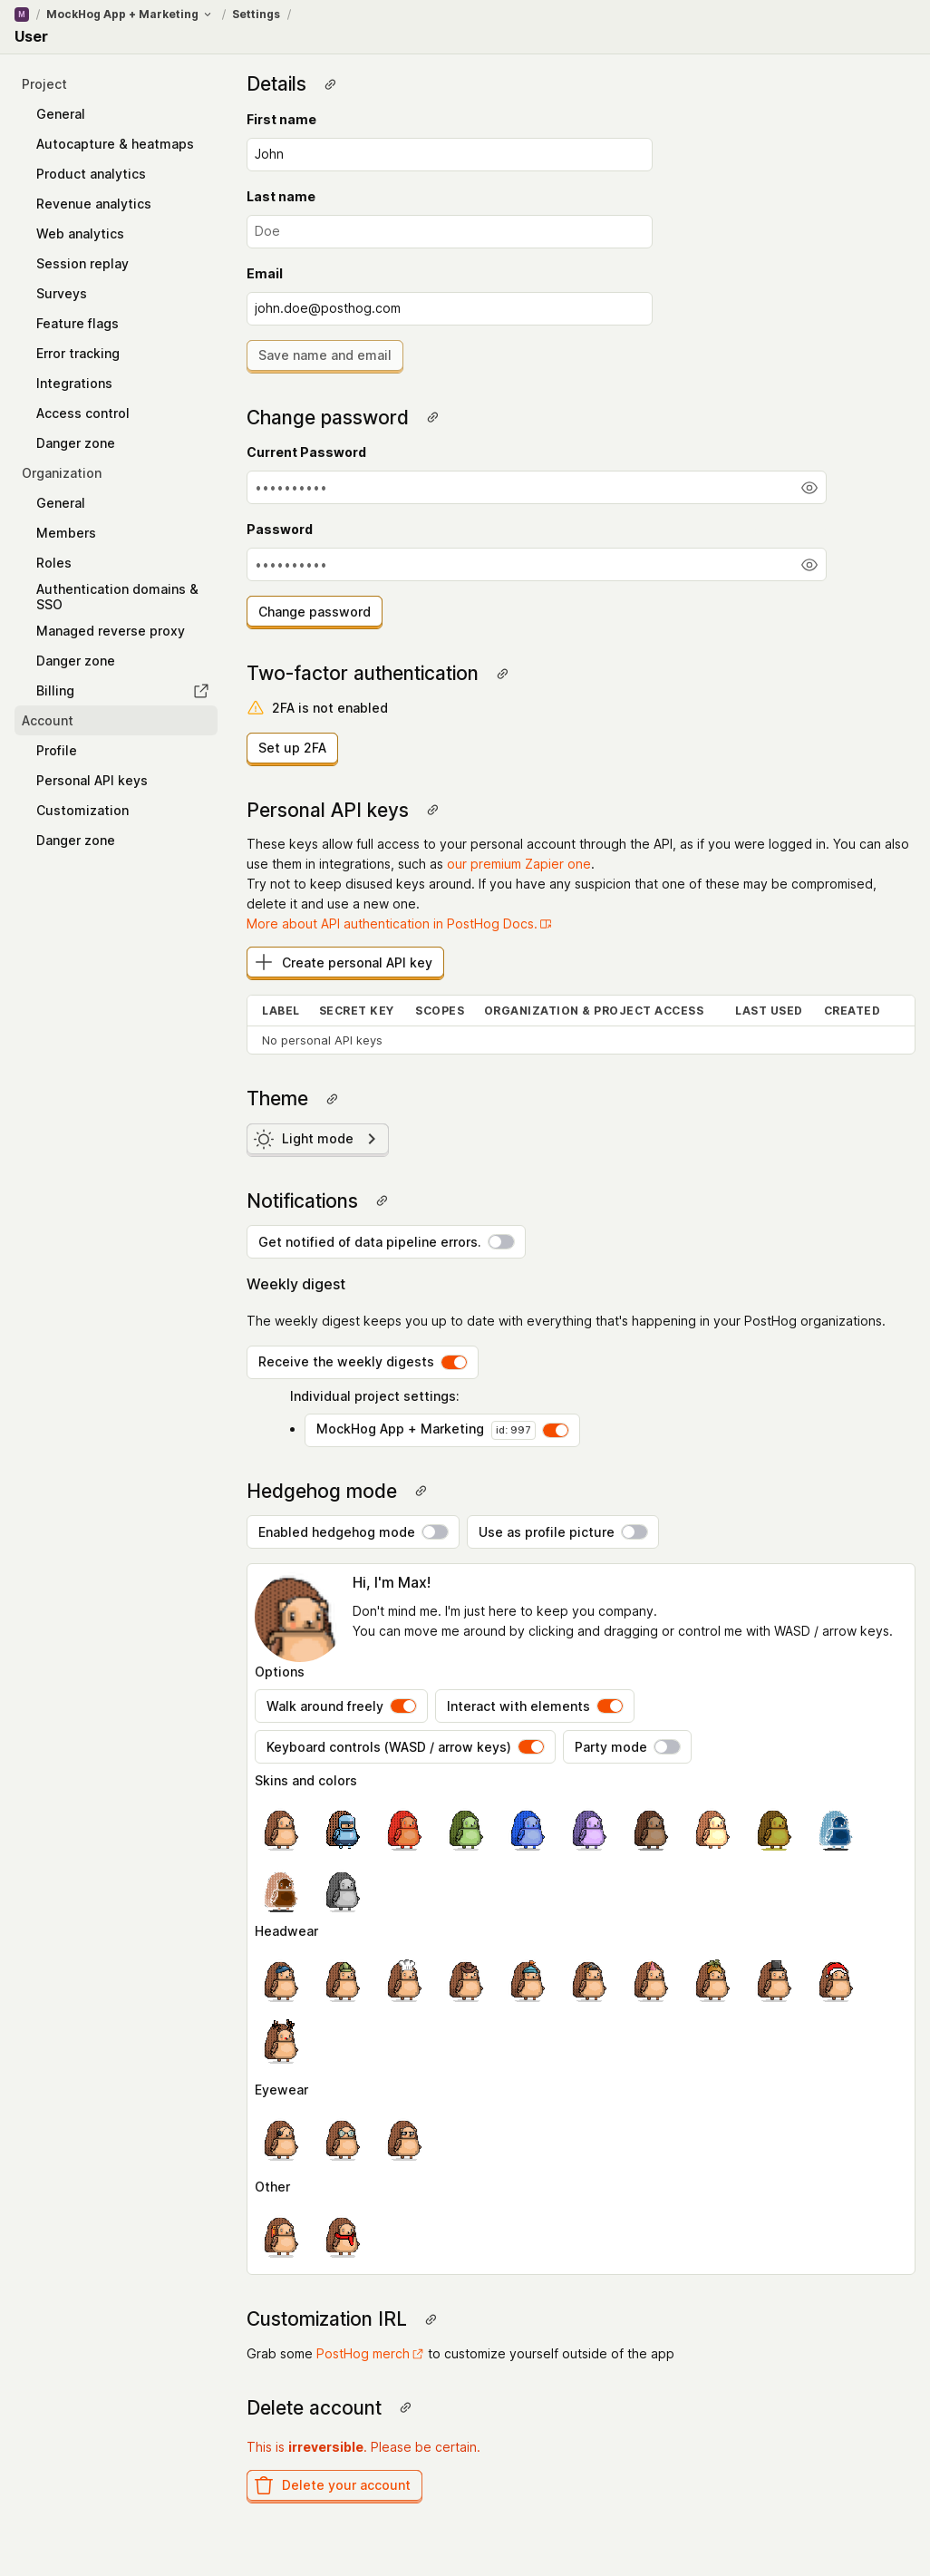 M / MockHog App + Marketing / Settings /
User
Project
General
Autocapture & heatmaps
Product analytics
Revenue analytics
Web analytics
Session replay
Surveys
Feature flags
Error tracking
Integrations
Access control
Danger zone
Organization
General
Members
Roles
Authentication domains &
SSO
Managed reverse proxy
Danger zone
Billing
Account
Profile
Personal API keys
Customization
Danger zone
Details
First name
John
Last name
Doe
Email
john.doe@posthog.com
Save name and email
Change password
Current Password
••••••••••
Password
••••••••••
Change password
Two-factor authentication
2FA is not enabled
Set up 2FA
Personal API keys
These keys allow full access to your personal account through the API, as if you were logged in. You can also
use them in integrations, such as our premium Zapier one.
Try not to keep disused keys around. If you have any suspicion that one of these may be compromised,
delete it and use a new one.
More about API authentication in PostHog Docs.
Create personal API key
LABEL SECRET KEY SCOPES ORGANIZATION & PROJECT ACCESS LAST USED CREATED
No personal API keys
Theme
Light mode
Notifications
Get notified of data pipeline errors.
Weekly digest
The weekly digest keeps you up to date with everything that's happening in your PostHog organizations.
Receive the weekly digests
Individual project settings:
• MockHog App + Marketing id: 997
Hedgehog mode
Enabled hedgehog mode Use as profile picture
Hi, I'm Max!
Don't mind me. I'm just here to keep you company.
You can move me around by clicking and dragging or control me with WASD / arrow keys.
Options
Walk around freely Interact with elements
Keyboard controls (WASD / arrow keys) Party mode
Skins and colors
Headwear
Eyewear
Other
Customization IRL
Grab some PostHog merch to customize yourself outside of the app
Delete account
This is irreversible. Please be certain.
Delete your account